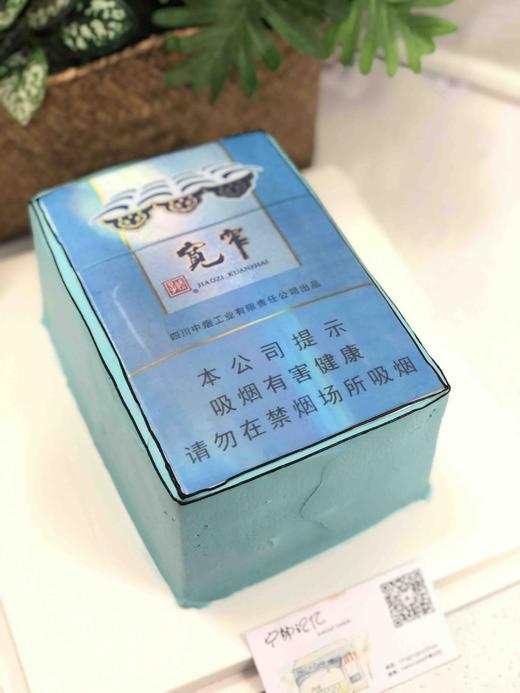 宽窄
JIAOZI KUANZHAI
四川中烟工业有限责任公司出品
本公司提示
吸烟有害健康
请勿在禁烟场所吸烟